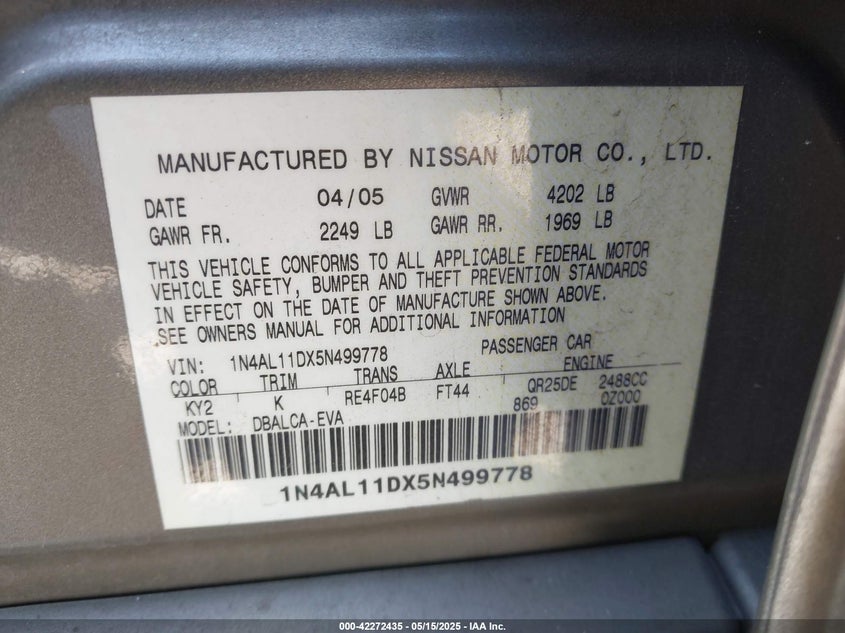 MANUFACTURED BY NISSAN MOTOR CO., LTD.
DATE 04/05 GVWR 4202 LB
GAWR FR. 2249 LB GAWR RR. 1969 LB
THIS VEHICLE CONFORMS TO ALL APPLICABLE FEDERAL MOTOR
VEHICLE SAFETY, BUMPER AND THEFT PREVENTION STANDARDS
IN EFFECT ON THE DATE OF MANUFACTURE SHOWN ABOVE.
SEE OWNERS MANUAL FOR ADDITIONAL INFORMATION
VIN: 1N4AL11DX5N499778 PASSENGER CAR
COLOR TRIM TRANS AXLE ENGINE
KY2 K RE4F04B FT44 QR25DE 2488CC
MODEL: DBALCA-EVA 869 0Z000
1N4AL11DX5N499778
000-42272435 - 05/15/2025 - IAA Inc.